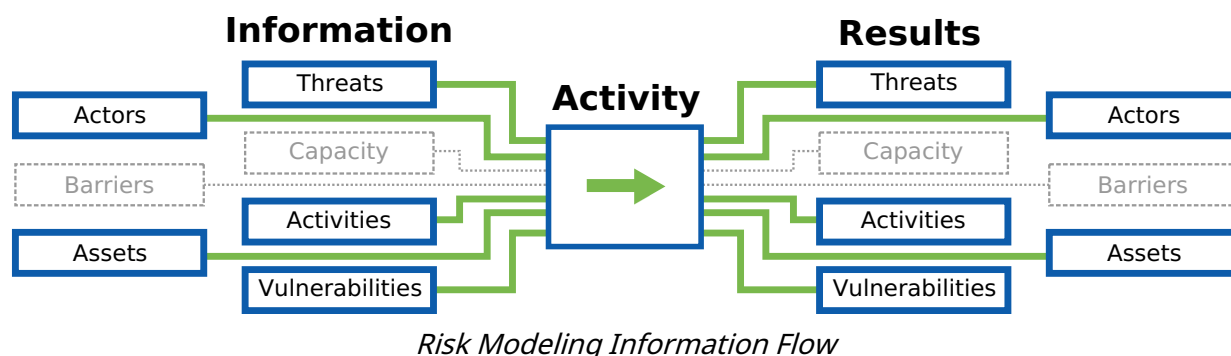 Information
Results
Activity
Threats
Threats
Actors
Actors
Capacity
Capacity
Barriers
Barriers
Activities
Activities
Assets
Assets
Vulnerabilities
Vulnerabilities
Risk Modeling Information Flow